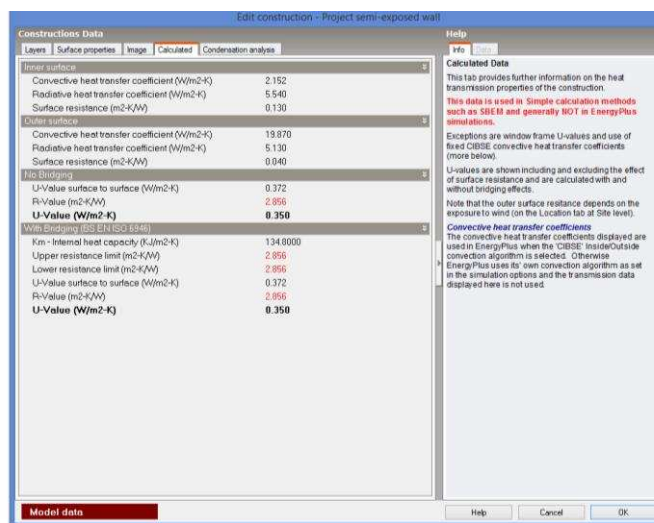 Edit construction - Project semi-exposed wall
Constructions Data
Layers Surface properties Image Calculated Condensation analysis
Inner surface
Convective heat transfer coefficient (W/m2-K) 2.152
Radiative heat transfer coefficient (W/m2-K) 5.540
Surface resistance (m2-K/W) 0.130
Outer surface
Convective heat transfer coefficient (W/m2-K) 19.870
Radiative heat transfer coefficient (W/m2-K) 5.130
Surface resistance (m2-K/W) 0.040
No Bridging
U-Value surface to surface (W/m2-K) 0.372
R-Value (m2-K/W) 2.856
U-Value (W/m2-K) 0.350
With Bridging (BS EN ISO 6946)
Km - Internal heat capacity (KJ/m2-K) 134.8000
Upper resistance limit (m2-K/W) 2.856
Lower resistance limit (m2-K/W) 2.856
U-Value surface to surface (W/m2-K) 0.372
R-Value (m2-K/W) 2.856
U-Value (W/m2-K) 0.350
Model data
Help
Info Data
Calculated Data
This tab provides further information on the heat
transmission properties of the construction.
This data is used in Simple calculation methods
such as SBEM and generally NOT in EnergyPlus
simulations.
Exceptions are window frame U-values and use of
fixed CIBSE convective heat transfer coefficients
(more below).
U-values are shown including and excluding the effect
of surface resistance and are calculated with and
without bridging effects.
Note that the outer surface resitance depends on the
exposure to wind (on the Location tab at Site level).
Convective heat transfer coefficients
The convective heat transfer coefficients displayed are
used in EnergyPlus when the 'CIBSE' Inside/Outside
convection algorithm is selected. Otherwise
EnergyPlus uses its' own convection algorithm as set
in the simulation options and the transmission data
displayed here is not used.
Help Cancel OK